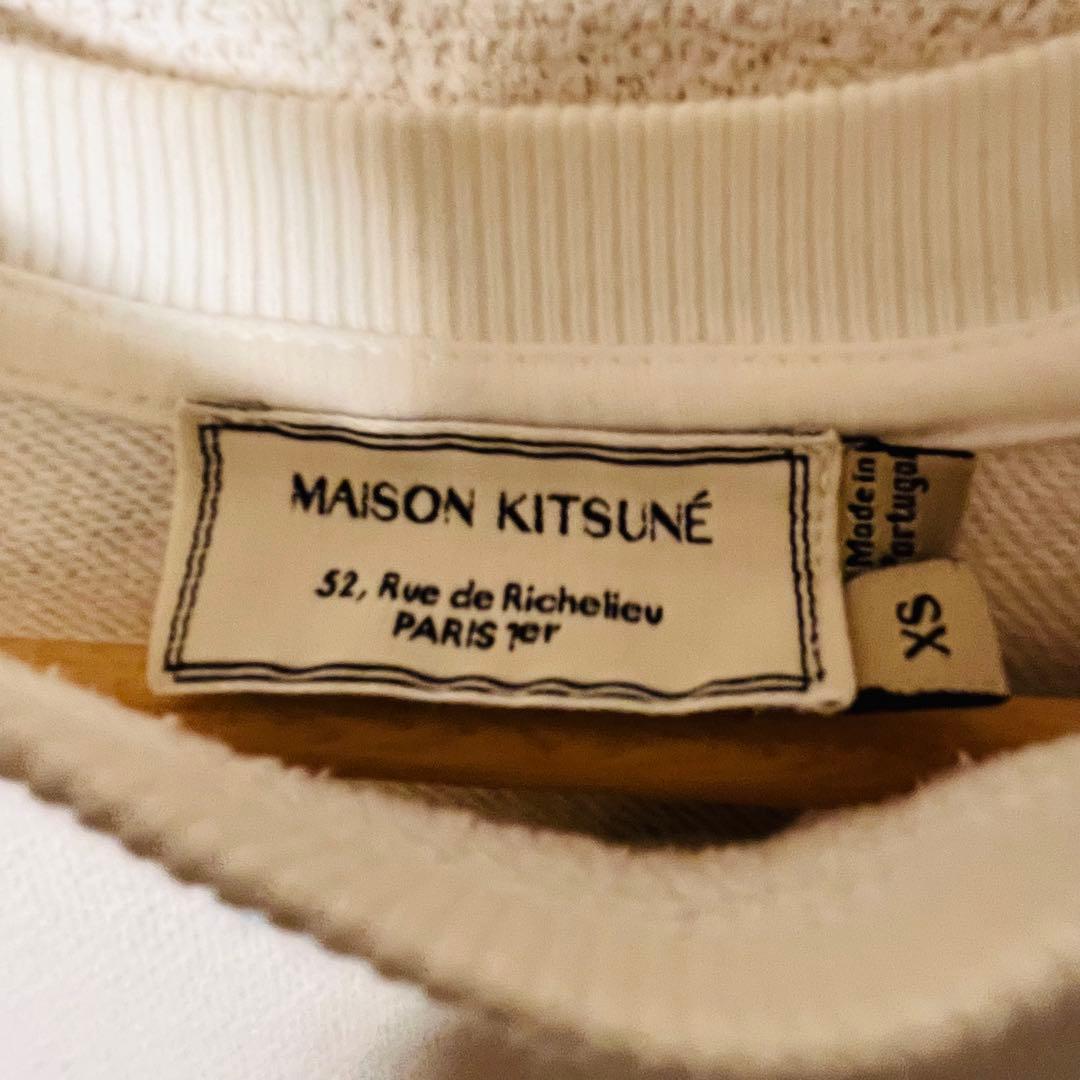 MAISON KITSUNÉ
52, Rue de Richelieu
PARIS 1er
Made in
Portugal
XS